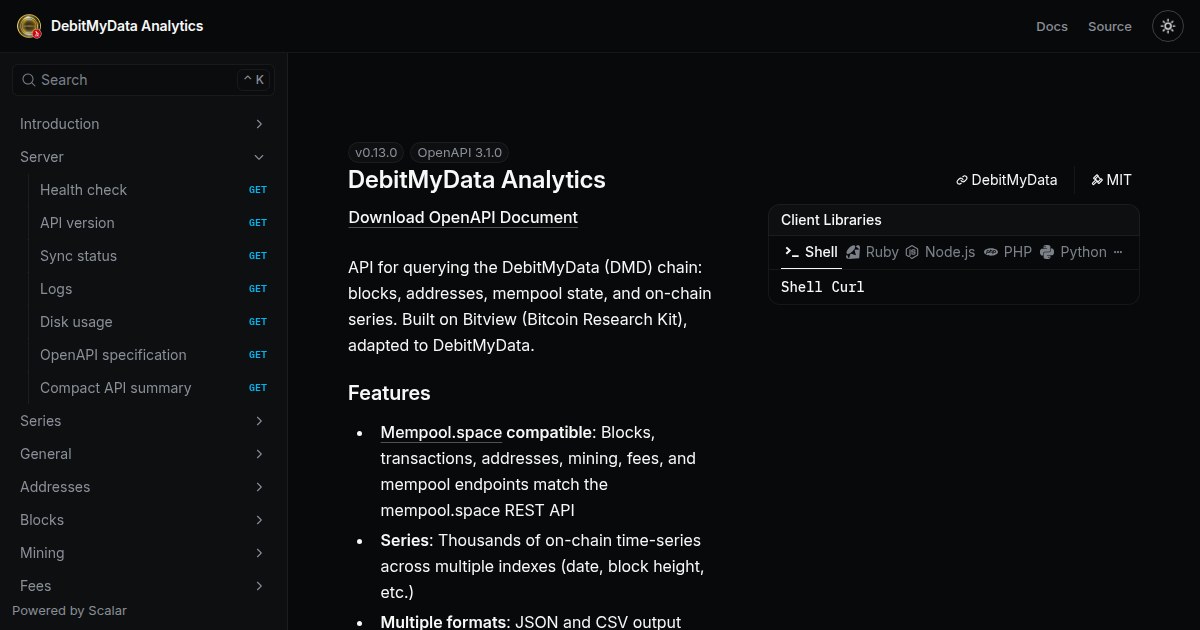 DebitMyData Analytics
Docs
Source
Search
⌃ K
Introduction
Server
Health check GET
API version GET
Sync status GET
Logs GET
Disk usage GET
OpenAPI specification GET
Compact API summary GET
Series
General
Addresses
Blocks
Mining
Fees
Powered by Scalar
v0.13.0 OpenAPI 3.1.0
DebitMyData Analytics
Download OpenAPI Document
API for querying the DebitMyData (DMD) chain:
blocks, addresses, mempool state, and on-chain
series. Built on Bitview (Bitcoin Research Kit),
adapted to DebitMyData.
Features
• Mempool.space compatible: Blocks,
transactions, addresses, mining, fees, and
mempool endpoints match the
mempool.space REST API
• Series: Thousands of on-chain time-series
across multiple indexes (date, block height,
etc.)
• Multiple formats: JSON and CSV output
DebitMyData MIT
Client Libraries
Shell Ruby Node.js PHP Python ···
Shell Curl